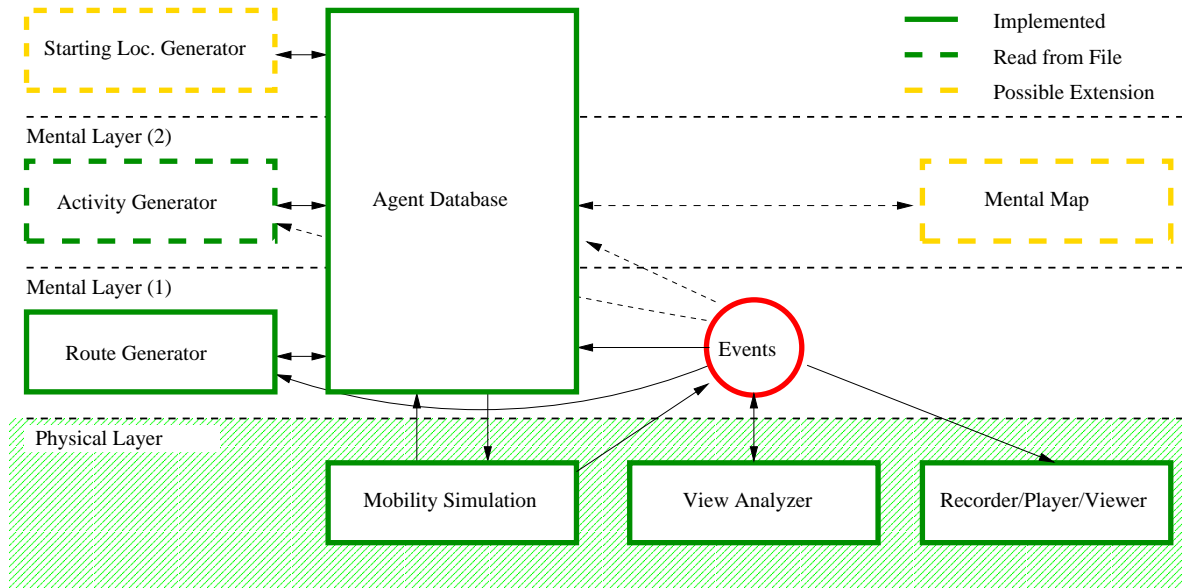 Starting Loc. Generator
Implemented
Read from File
Possible Extension
Mental Layer (2)
Activity Generator
Agent Database
Mental Map
Mental Layer (1)
Route Generator
Events
Physical Layer
Mobility Simulation
View Analyzer
Recorder/Player/Viewer